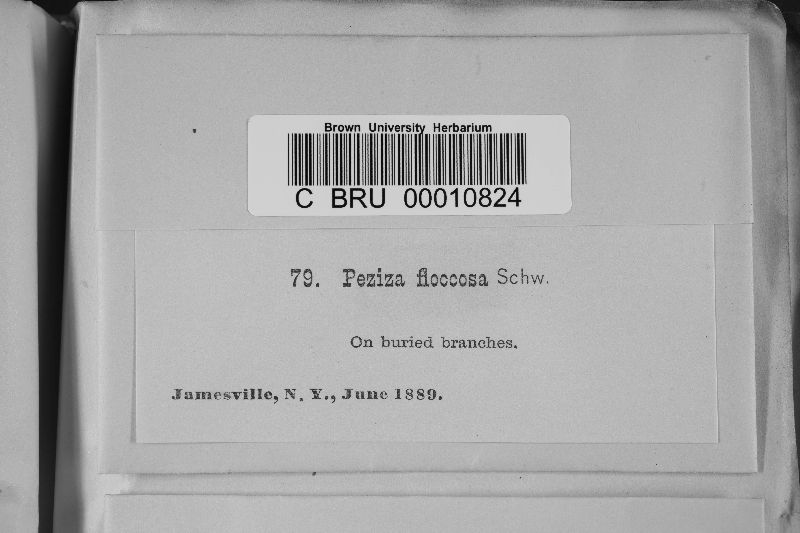 Brown University Herbarium
C BRU 00010824
79. Peziza floccosa Schw.
On buried branches.
Jamesville, N. Y., June 1889.